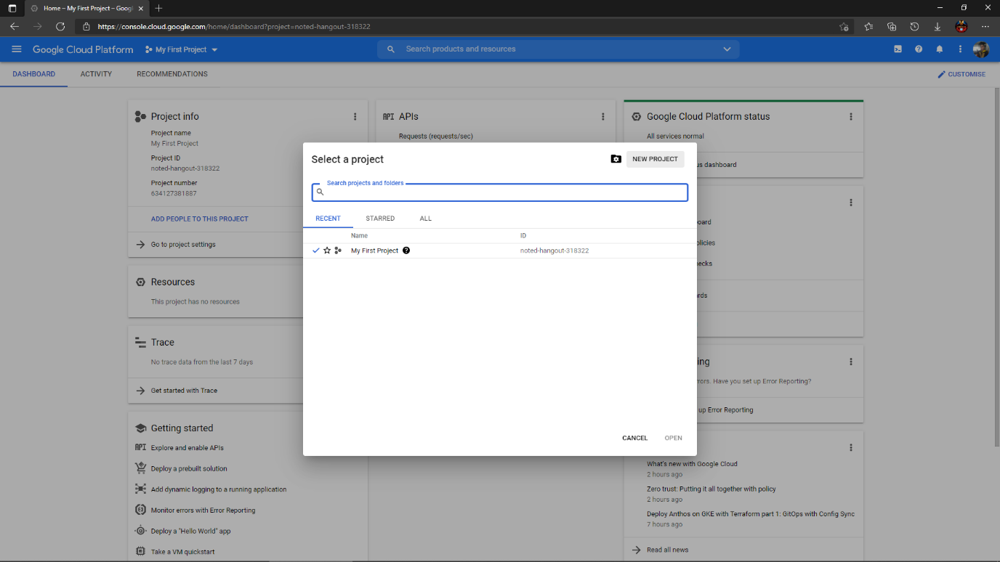 Home – My First Project – Googl
https://console.cloud.google.com/home/dashboard?project=noted-hangout-318322
Google Cloud Platform
My First Project
Search products and resources
DASHBOARD
ACTIVITY
RECOMMENDATIONS
CUSTOMISE
Project info
Project name
My First Project
Project ID
noted-hangout-318322
Project number
634127381887
ADD PEOPLE TO THIS PROJECT
Go to project settings
Resources
This project has no resources
Trace
No trace data from the last 7 days
Get started with Trace
Getting started
API Explore and enable APIs
Deploy a prebuilt solution
Add dynamic logging to a running application
Monitor errors with Error Reporting
Deploy a "Hello World" app
Take a VM quickstart
API APIs
Requests (requests/sec)
Select a project
NEW PROJECT
Search projects and folders
RECENT
STARRED
ALL
Name
ID
My First Project
noted-hangout-318322
CANCEL
OPEN
Google Cloud Platform status
All services normal
us dashboard
oard
olicies
ecks
rds
ing
rors. Have you set up Error Reporting?
up Error Reporting
What's new with Google Cloud
2 hours ago
Zero trust: Putting it all together with policy
2 hours ago
Deploy Anthos on GKE with Terraform part 1: GitOps with Config Sync
7 hours ago
Read all news